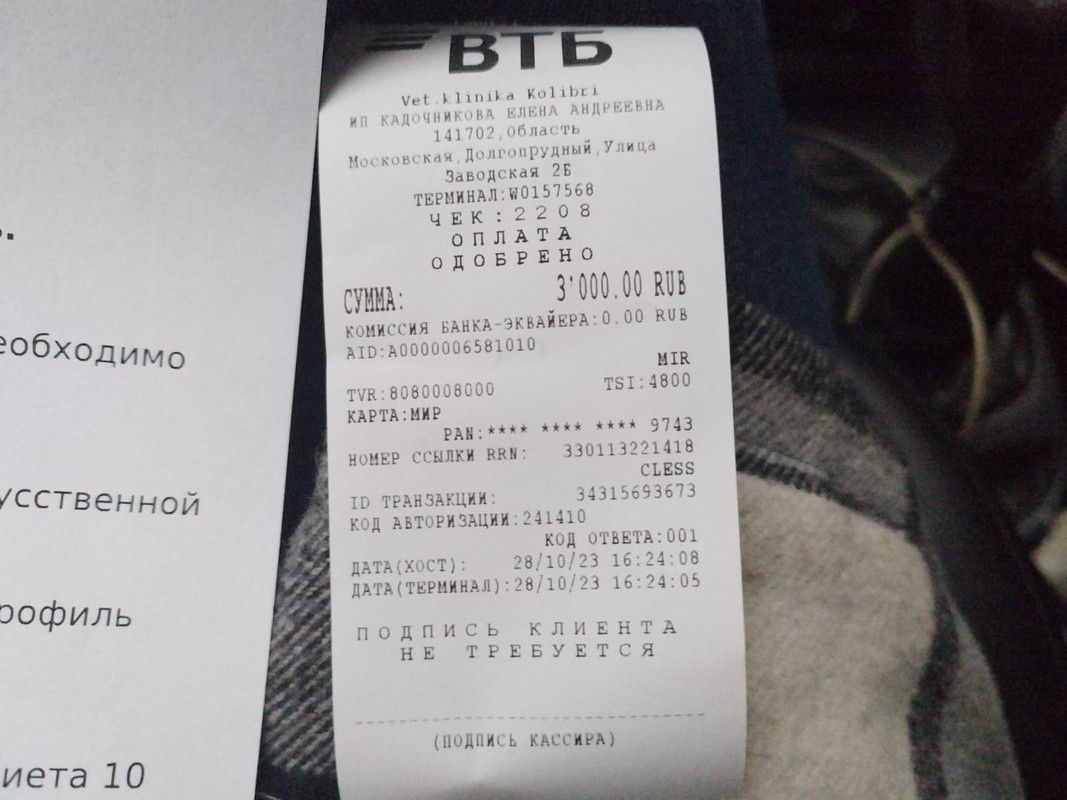 .
еобходимо
усственной
рофиль
иета 10
ВТБ
Vet.klinika Kolibri
ИП КАДОЧНИКОВА ЕЛЕНА АНДРЕЕВНА
141702,Область
Московская,Долгопрудный,Улица
Заводская 2Б
ТЕРМИНАЛ:W0157568
ЧЕК:2208
ОПЛАТА
ОДОБРЕНО
СУММА: 3'000.00 RUB
КОМИССИЯ БАНКА-ЭКВАЙЕРА:0.00 RUB
AID:A0000006581010
MIR
TVR:8080008000 TSI:4800
КАРТА:МИР
PAN:**** **** **** 9743
НОМЕР ССЫЛКИ RRN: 330113221418
CLESS
ID ТРАНЗАКЦИИ: 34315693673
КОД АВТОРИЗАЦИИ:241410
КОД ОТВЕТА:001
ДАТА(ХОСТ): 28/10/23 16:24:08
ДАТА(ТЕРМИНАЛ):28/10/23 16:24:05
ПОДПИСЬ КЛИЕНТА
НЕ ТРЕБУЕТСЯ
(ПОДПИСЬ КАССИРА)